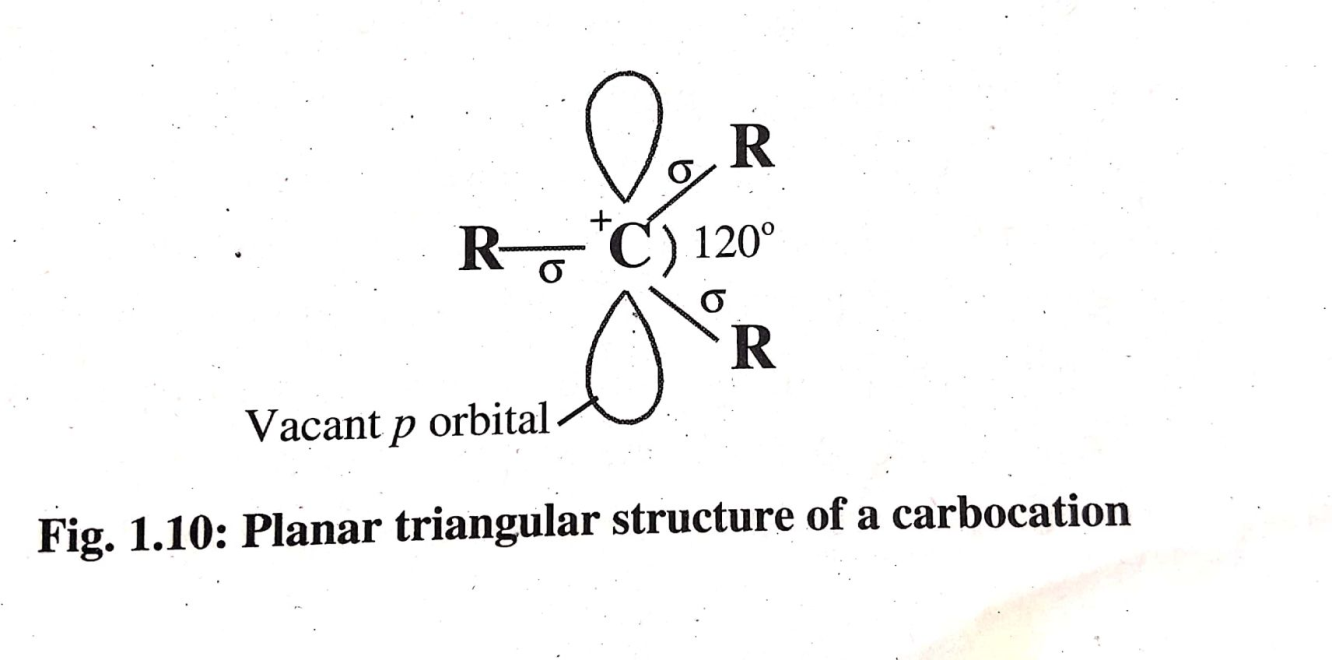 σ R
R σ +C) 120°
σ
R
Vacant p orbital
Fig. 1.10: Planar triangular structure of a carbocation